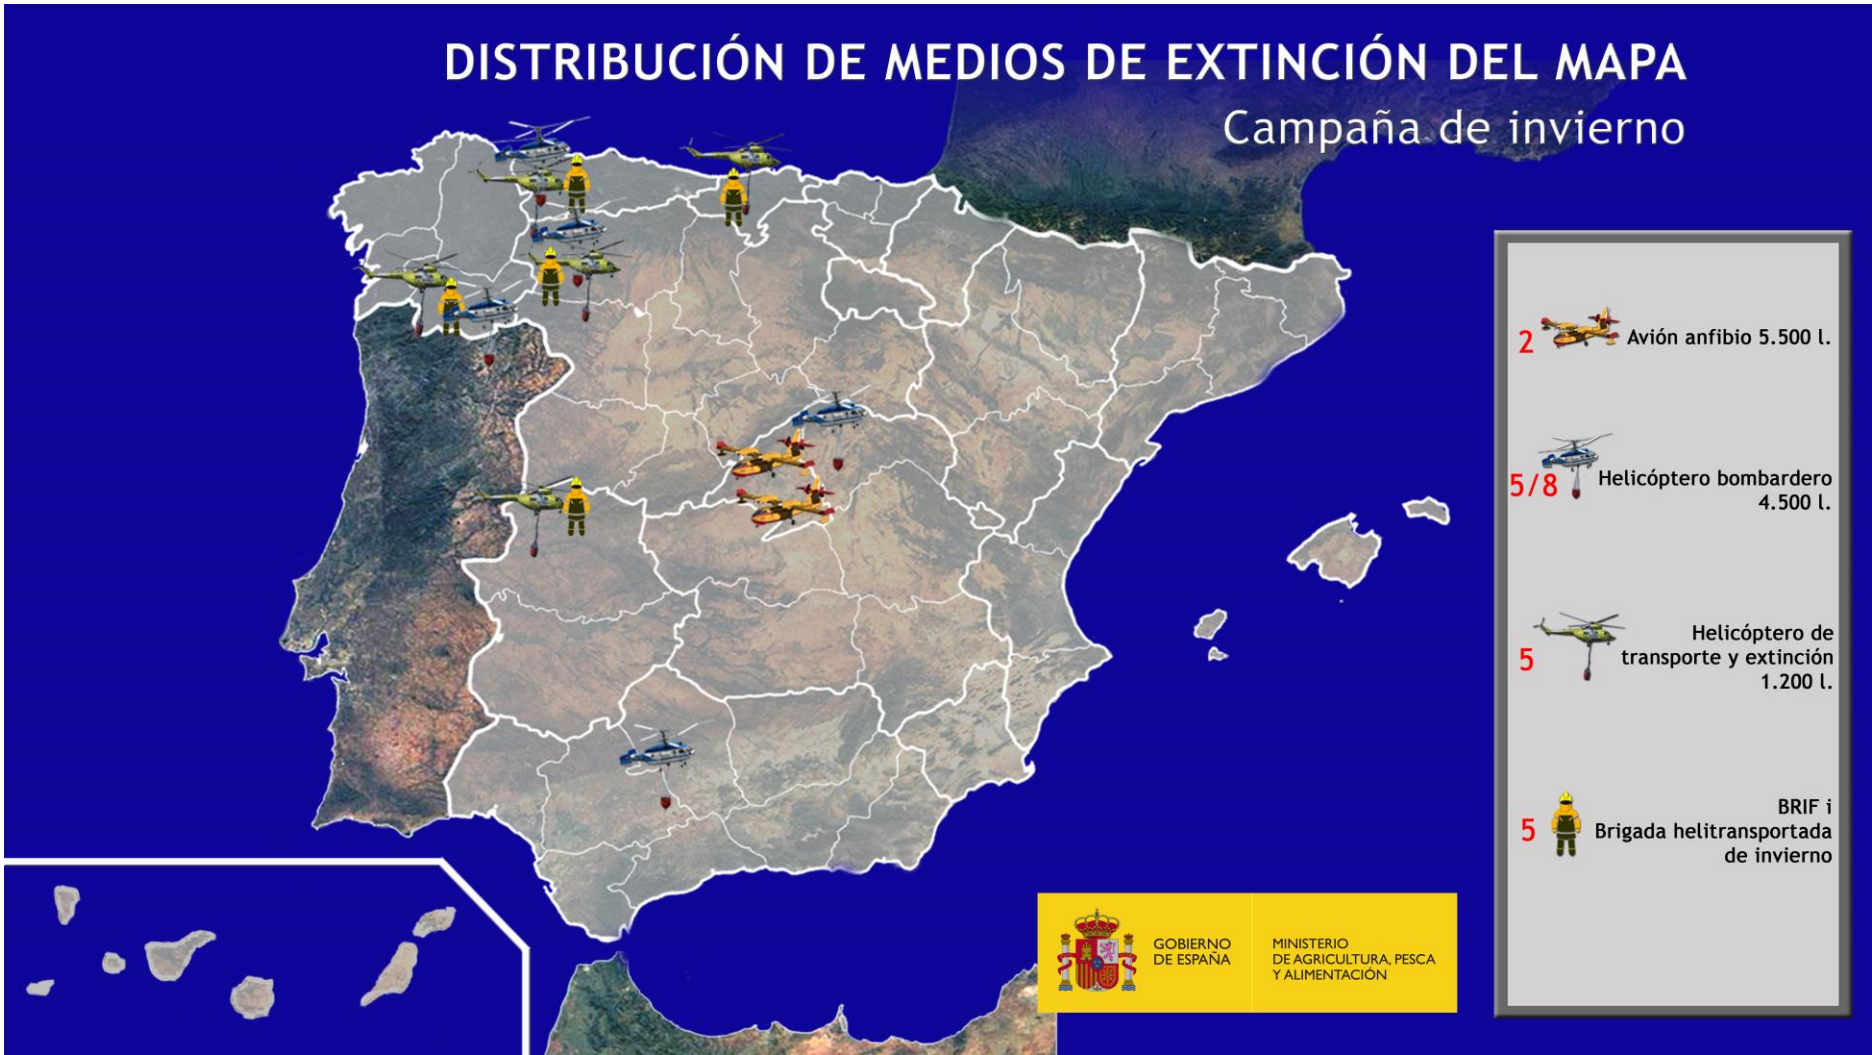 DISTRIBUCIÓN DE MEDIOS DE EXTINCIÓN DEL MAPA
Campaña de invierno
2
Avión anfibio 5.500 l.
5/8
Helicóptero bombardero
4.500 l.
5
Helicóptero de
transporte y extinción
1.200 l.
5
BRIF i
Brigada helitransportada
de invierno
GOBIERNO
DE ESPAÑA
MINISTERIO
DE AGRICULTURA, PESCA
Y ALIMENTACIÓN